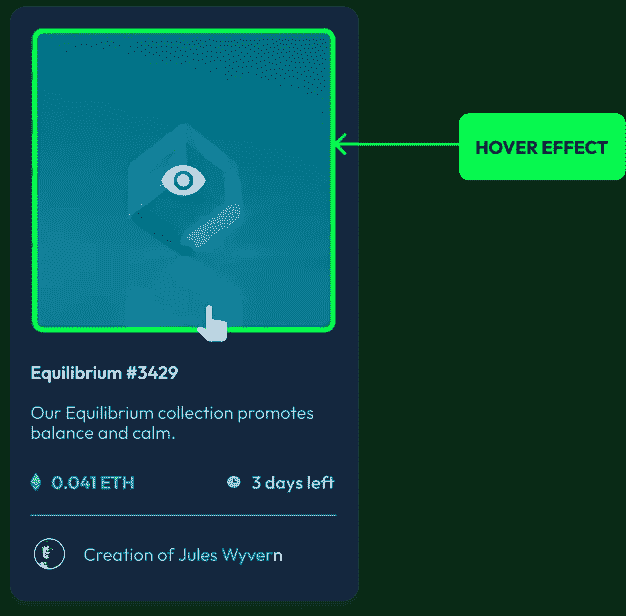 HOVER EFFECT
Equilibrium #3429
Our Equilibrium collection promotes
balance and calm.
0.041 ETH
3 days left
Creation of Jules Wyvern